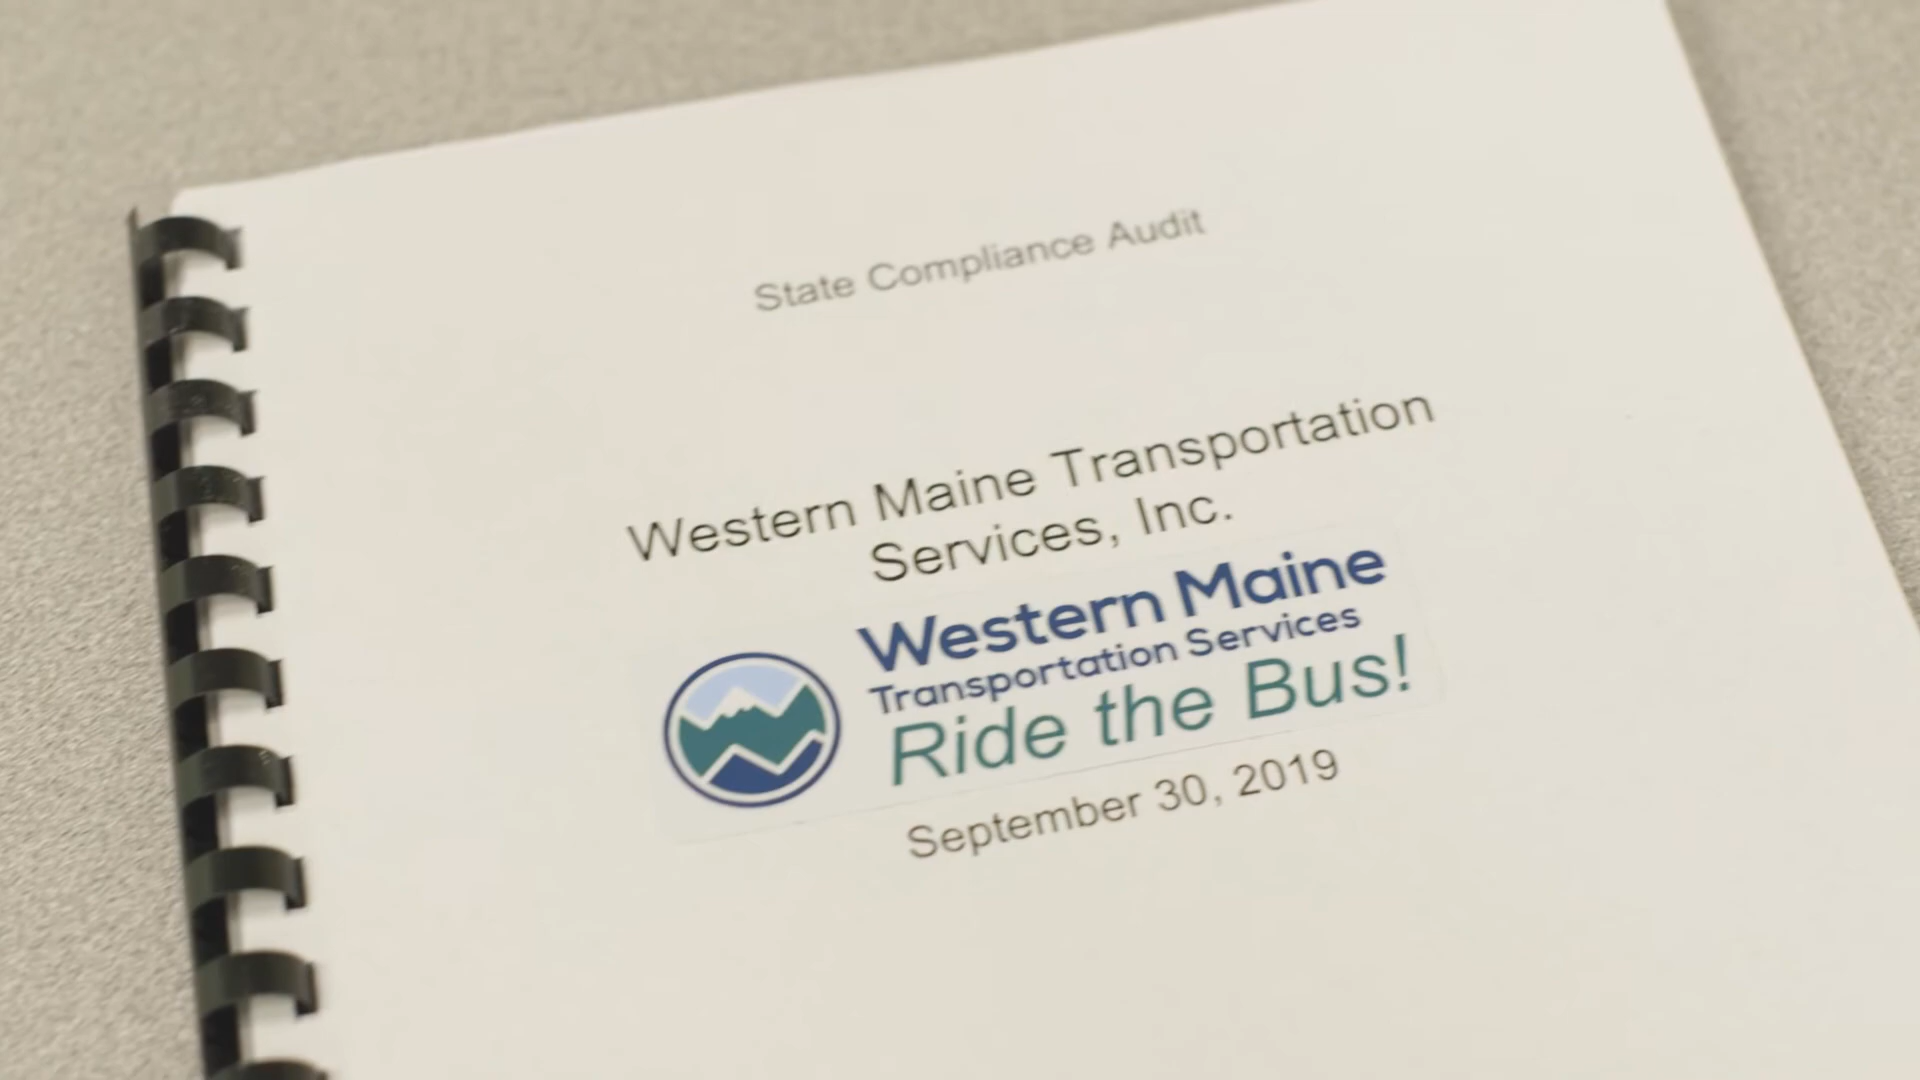 State Compliance Audit
Western Maine Transportation
Services, Inc.
Western Maine
Transportation Services
Ride the Bus!
September 30, 2019